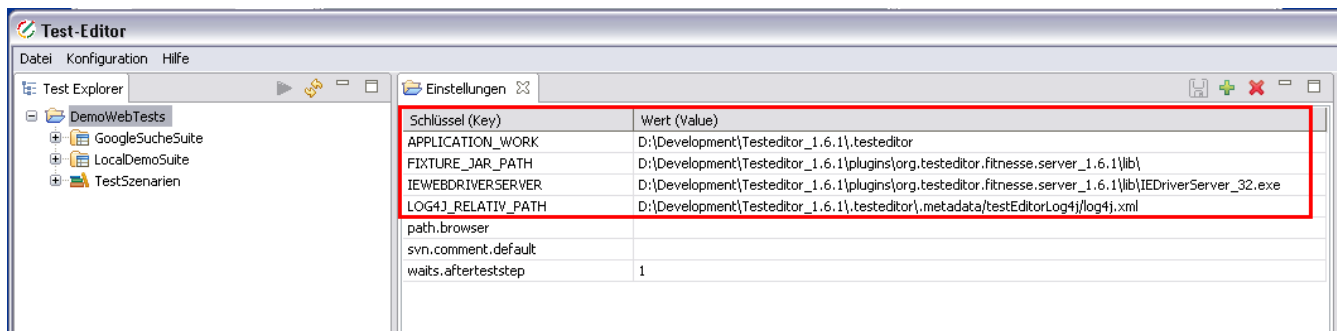 Test-Editor
Datei Konfiguration Hilfe
Test Explorer
DemoWebTests
GoogleSucheSuite
LocalDemoSuite
TestSzenarien
Einstellungen
Schlüssel (Key) Wert (Value)
APPLICATION_WORK D:\Development\Testeditor_1.6.1\.testeditor
FIXTURE_JAR_PATH D:\Development\Testeditor_1.6.1\plugins\org.testeditor.fitnesse.server_1.6.1\lib\
IEWEBDRIVERSERVER D:\Development\Testeditor_1.6.1\plugins\org.testeditor.fitnesse.server_1.6.1\lib\IEDriverServer_32.exe
LOG4J_RELATIV_PATH D:\Development\Testeditor_1.6.1\.testeditor\.metadata/testEditorLog4j/log4j.xml
path.browser
svn.comment.default
waits.afterteststep 1